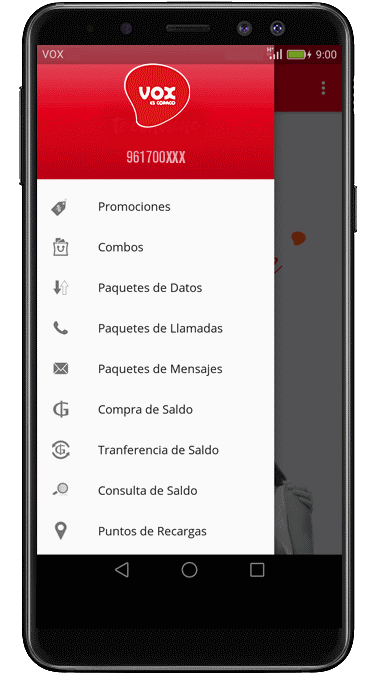 VOX
H+
9:00
VOX
ES COPACO
961700XXX
Promociones
Combos
Paquetes de Datos
Paquetes de Llamadas
Paquetes de Mensajes
Compra de Saldo
Tranferencia de Saldo
Consulta de Saldo
Puntos de Recargas